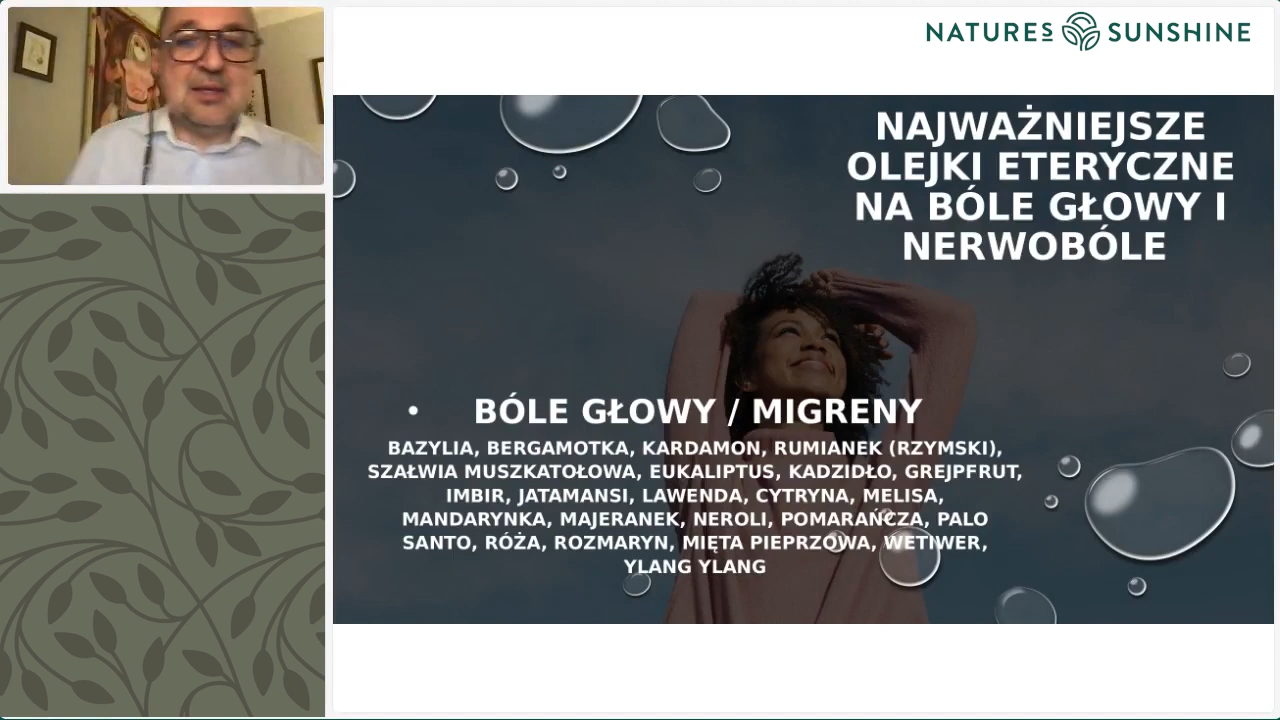 NATURES SUNSHINE
NAJWAŻNIEJSZE
OLEJKI ETERYCZNE
NA BÓLE GŁOWY I
NERWOBÓLE
• BÓLE GŁOWY / MIGRENY
BAZYLIA, BERGAMOTKA, KARDAMON, RUMIANEK (RZYMSKI),
SZAŁWIA MUSZKATOŁOWA, EUKALIPTUS, KADZIDŁO, GREJPFRUT,
IMBIR, JATAMANSI, LAWENDA, CYTRYNA, MELISA,
MANDARYNKA, MAJERANEK, NEROLI, POMARAŃCZA, PALO
SANTO, RÓŻA, ROZMARYN, MIĘTA PIEPRZOWA, WETIWER,
YLANG YLANG